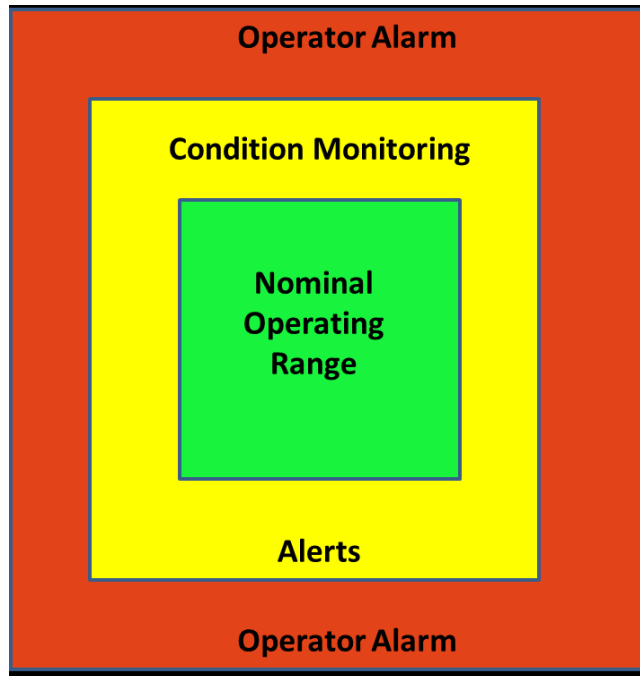 Operator Alarm
Condition Monitoring
Nominal
Operating
Range
Alerts
Operator Alarm